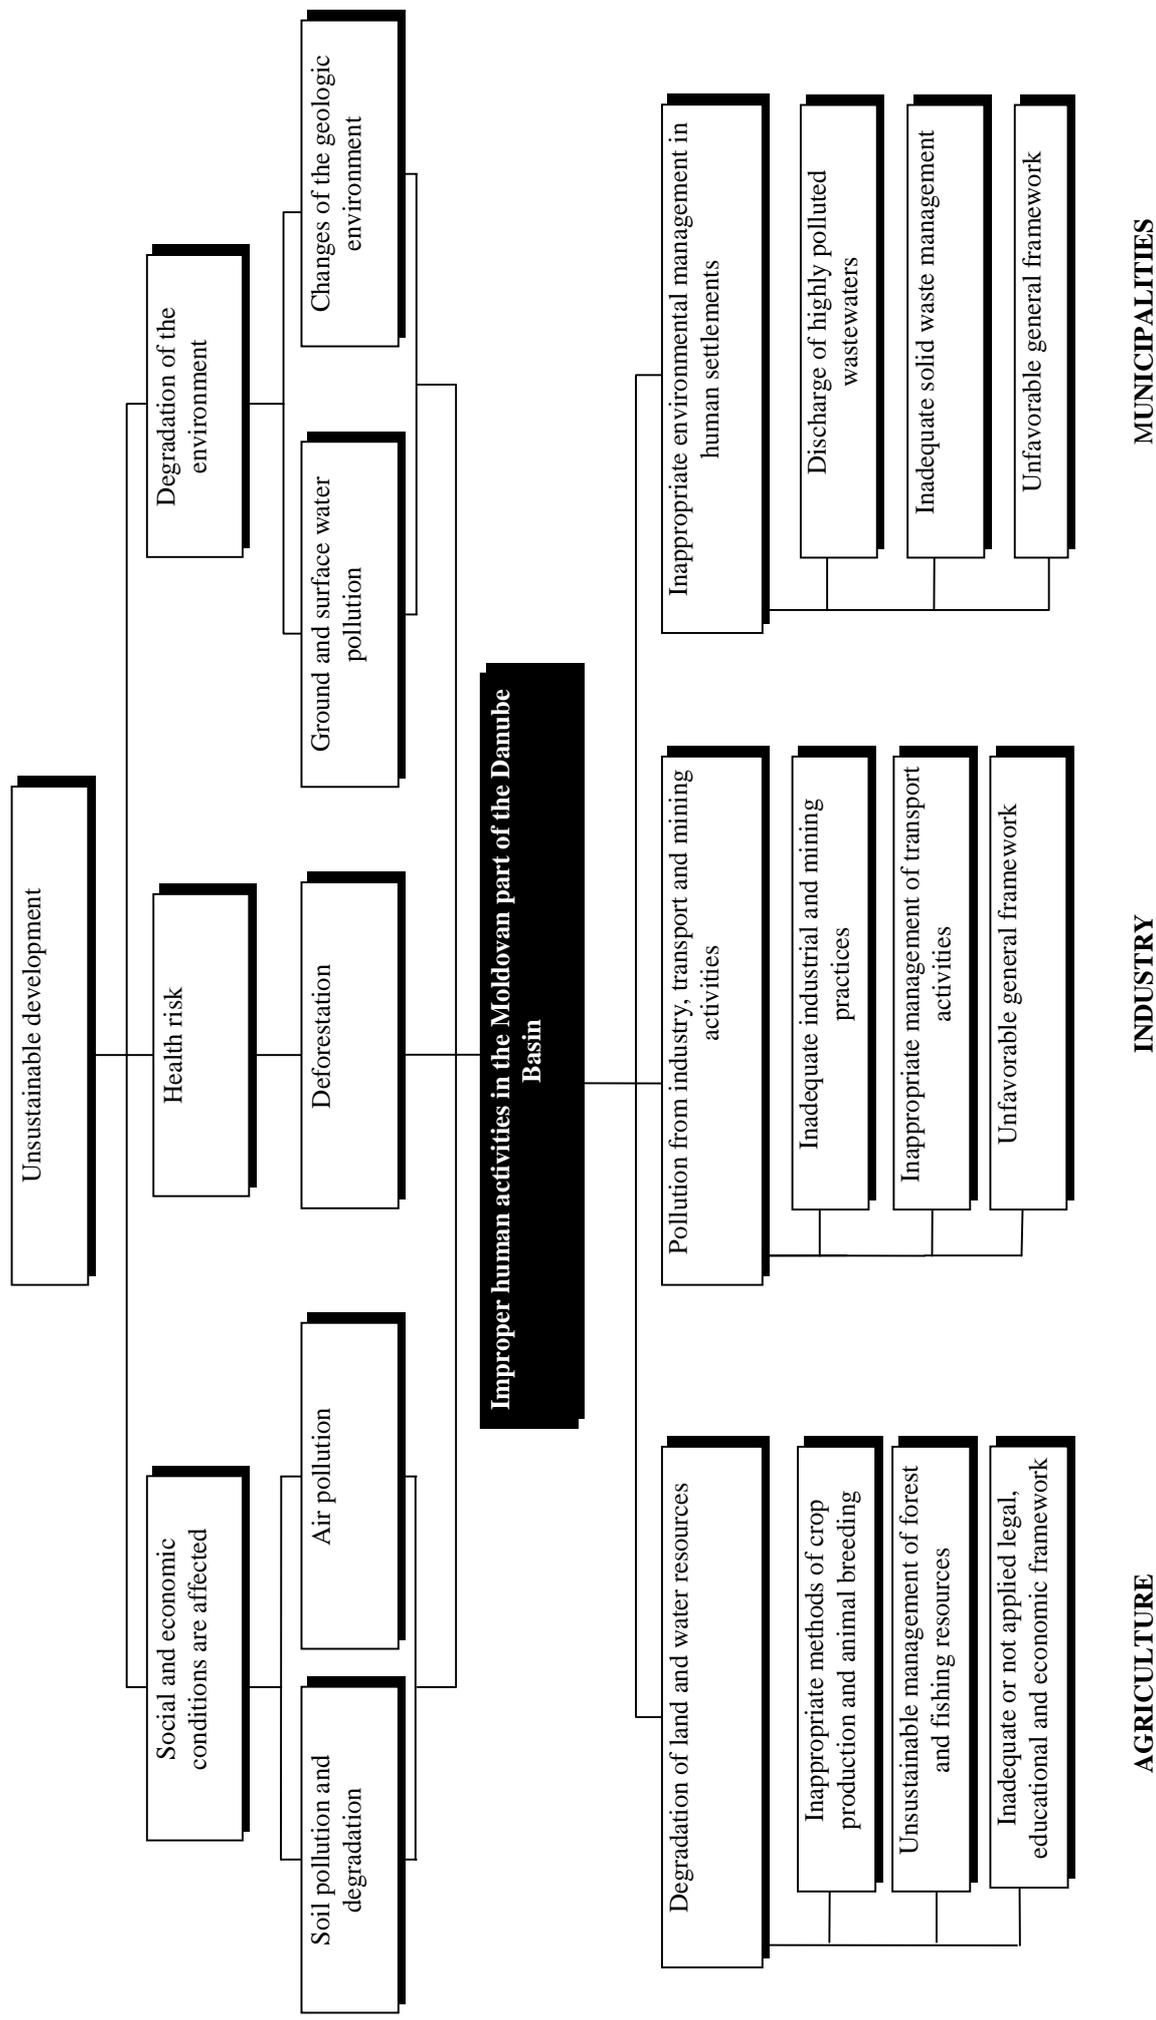 Unsustainable development
Social and economic
conditions are affected
Health risk
Degradation of the
environment
Soil pollution and
degradation
Air pollution
Deforestation
Ground and surface water
pollution
Changes of the geologic
environment
Improper human activities in the Moldovan part of the Danube
Basin
Degradation of land and water resources
Inappropriate methods of crop
production and animal breeding
Unsustainable management of forest
and fishing resources
Inadequate or not applied legal,
educational and economic framework
AGRICULTURE
Pollution from industry, transport and mining
activities
Inadequate industrial and mining
practices
Inappropriate management of transport
activities
Unfavorable general framework
INDUSTRY
Inappropriate environmental management in
human settlements
Discharge of highly polluted
wastewaters
Inadequate solid waste management
Unfavorable general framework
MUNICIPALITIES